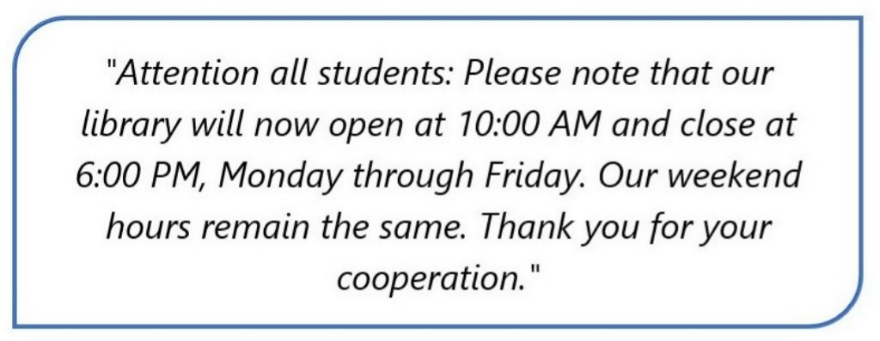 "Attention all students: Please note that our
library will now open at 10:00 AM and close at
6:00 PM, Monday through Friday. Our weekend
hours remain the same. Thank you for your
cooperation."